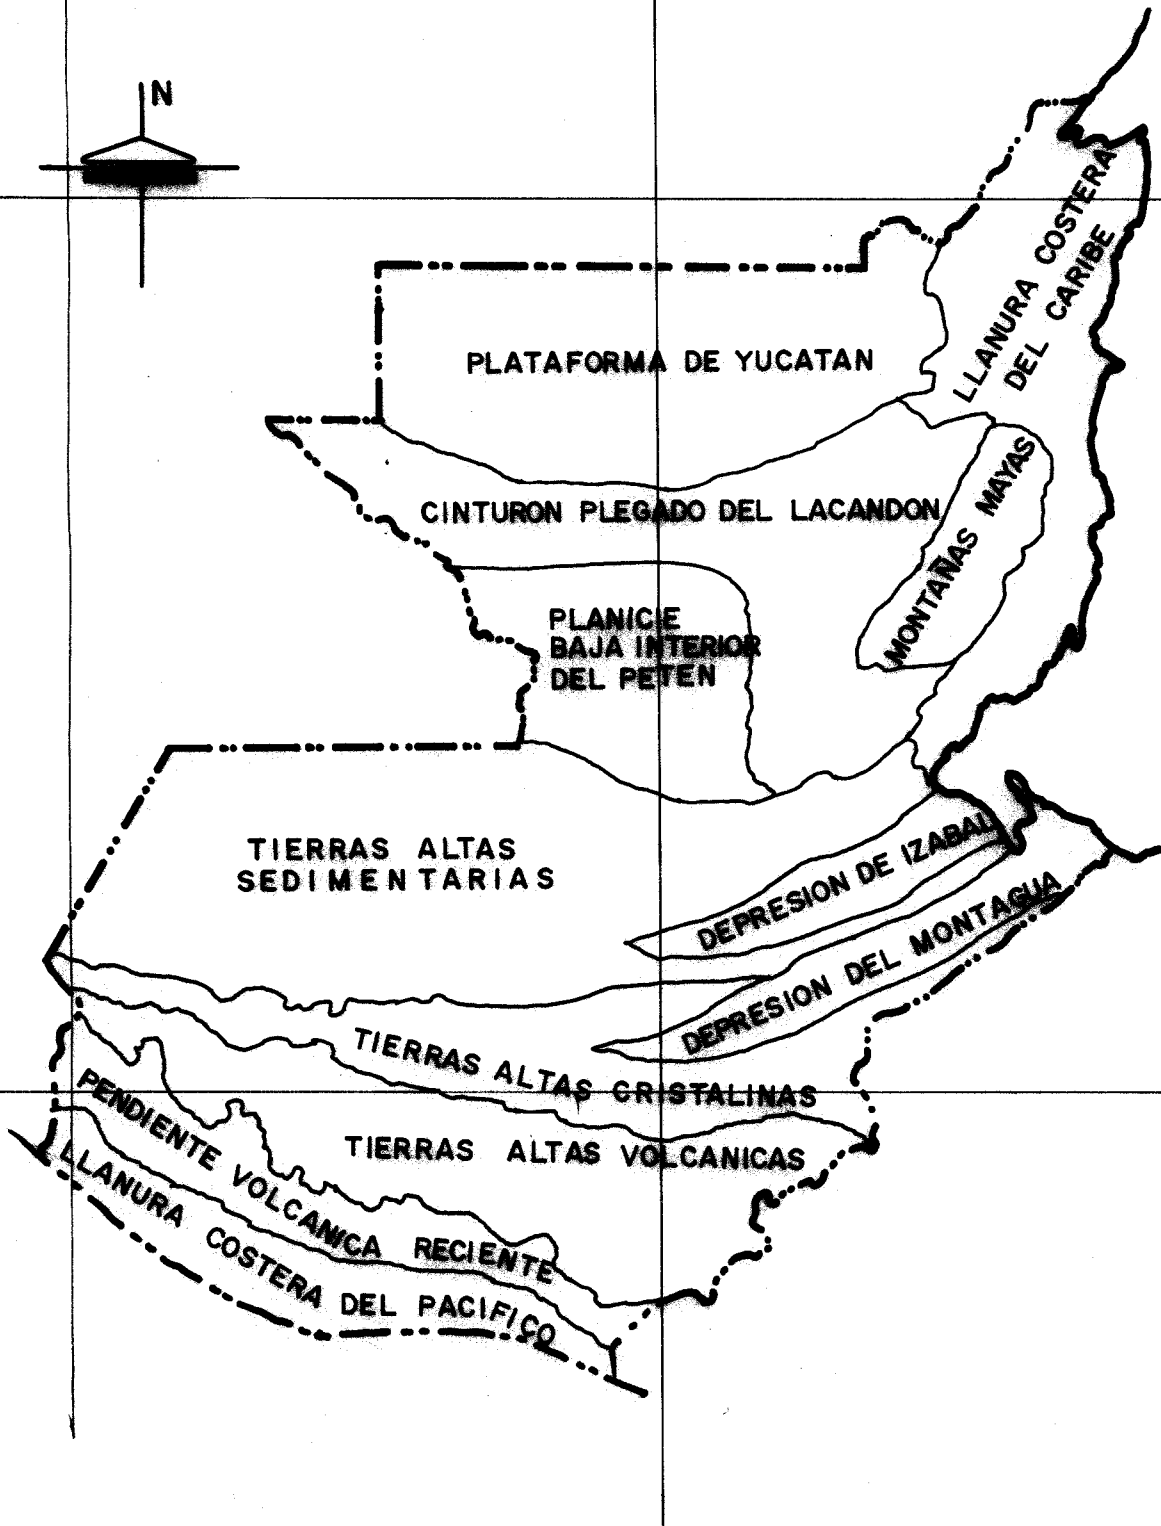 N
LLANURA COSTERA
DEL CARIBE
PLATAFORMA DE YUCATAN
CINTURON PLEGADO DEL LACANDON
MONTAÑAS MAYAS
PLANICIE
BAJA INTERIOR
DEL PETEN
TIERRAS ALTAS
SEDIMENTARIAS
DEPRESION DE IZABAL
DEPRESION DEL MONTAGUA
TIERRAS ALTAS CRISTALINAS
TIERRAS ALTAS VOLCANICAS
PENDIENTE VOLCANICA RECIENTE
LLANURA COSTERA DEL PACIFICO